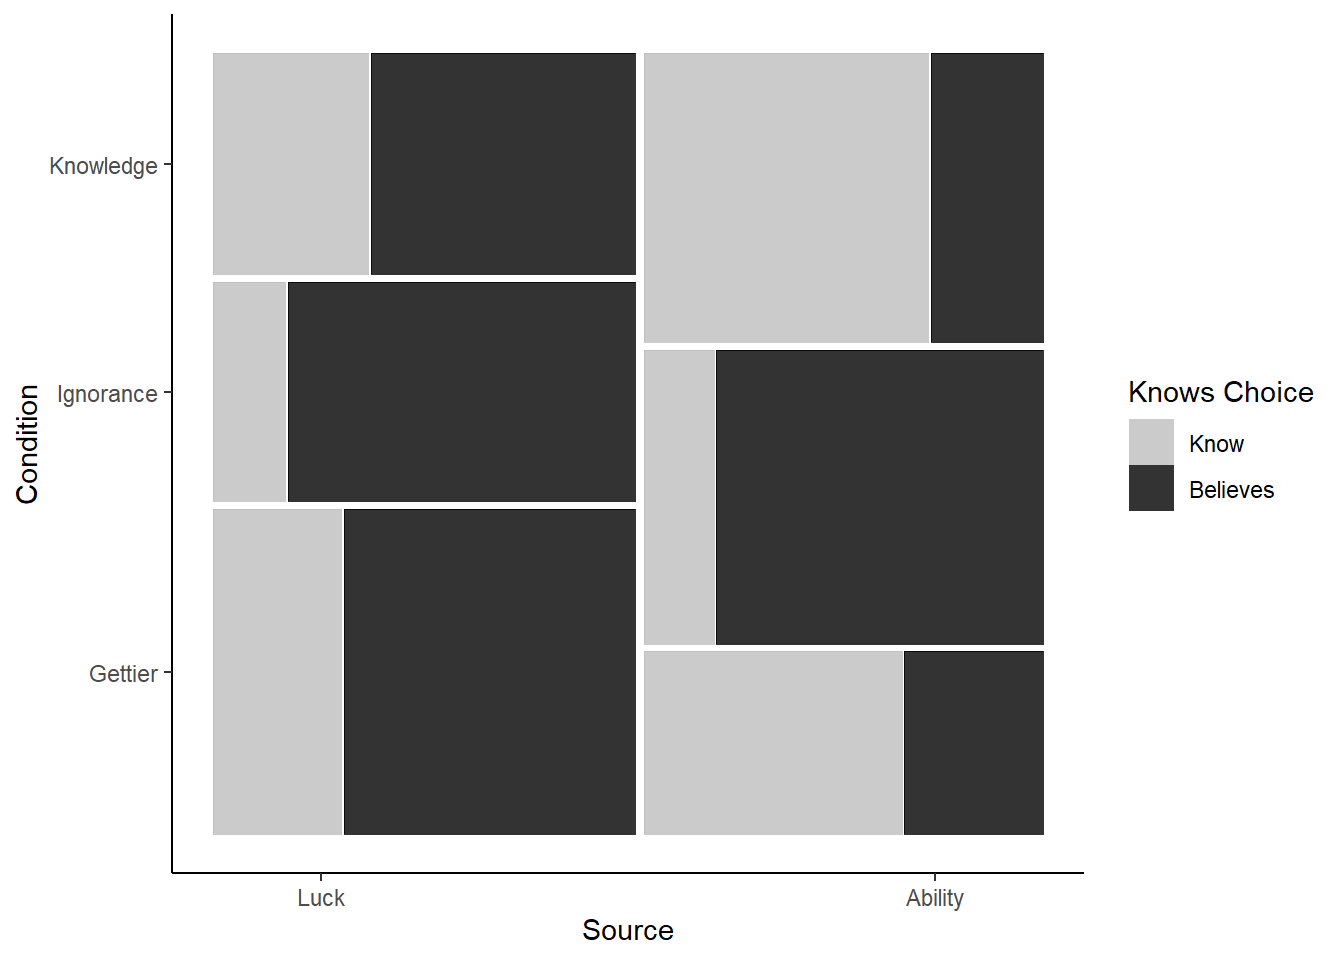 Knowledge
Ignorance
Gettier
Condition
Luck
Ability
Source
Knows Choice
Know
Believes